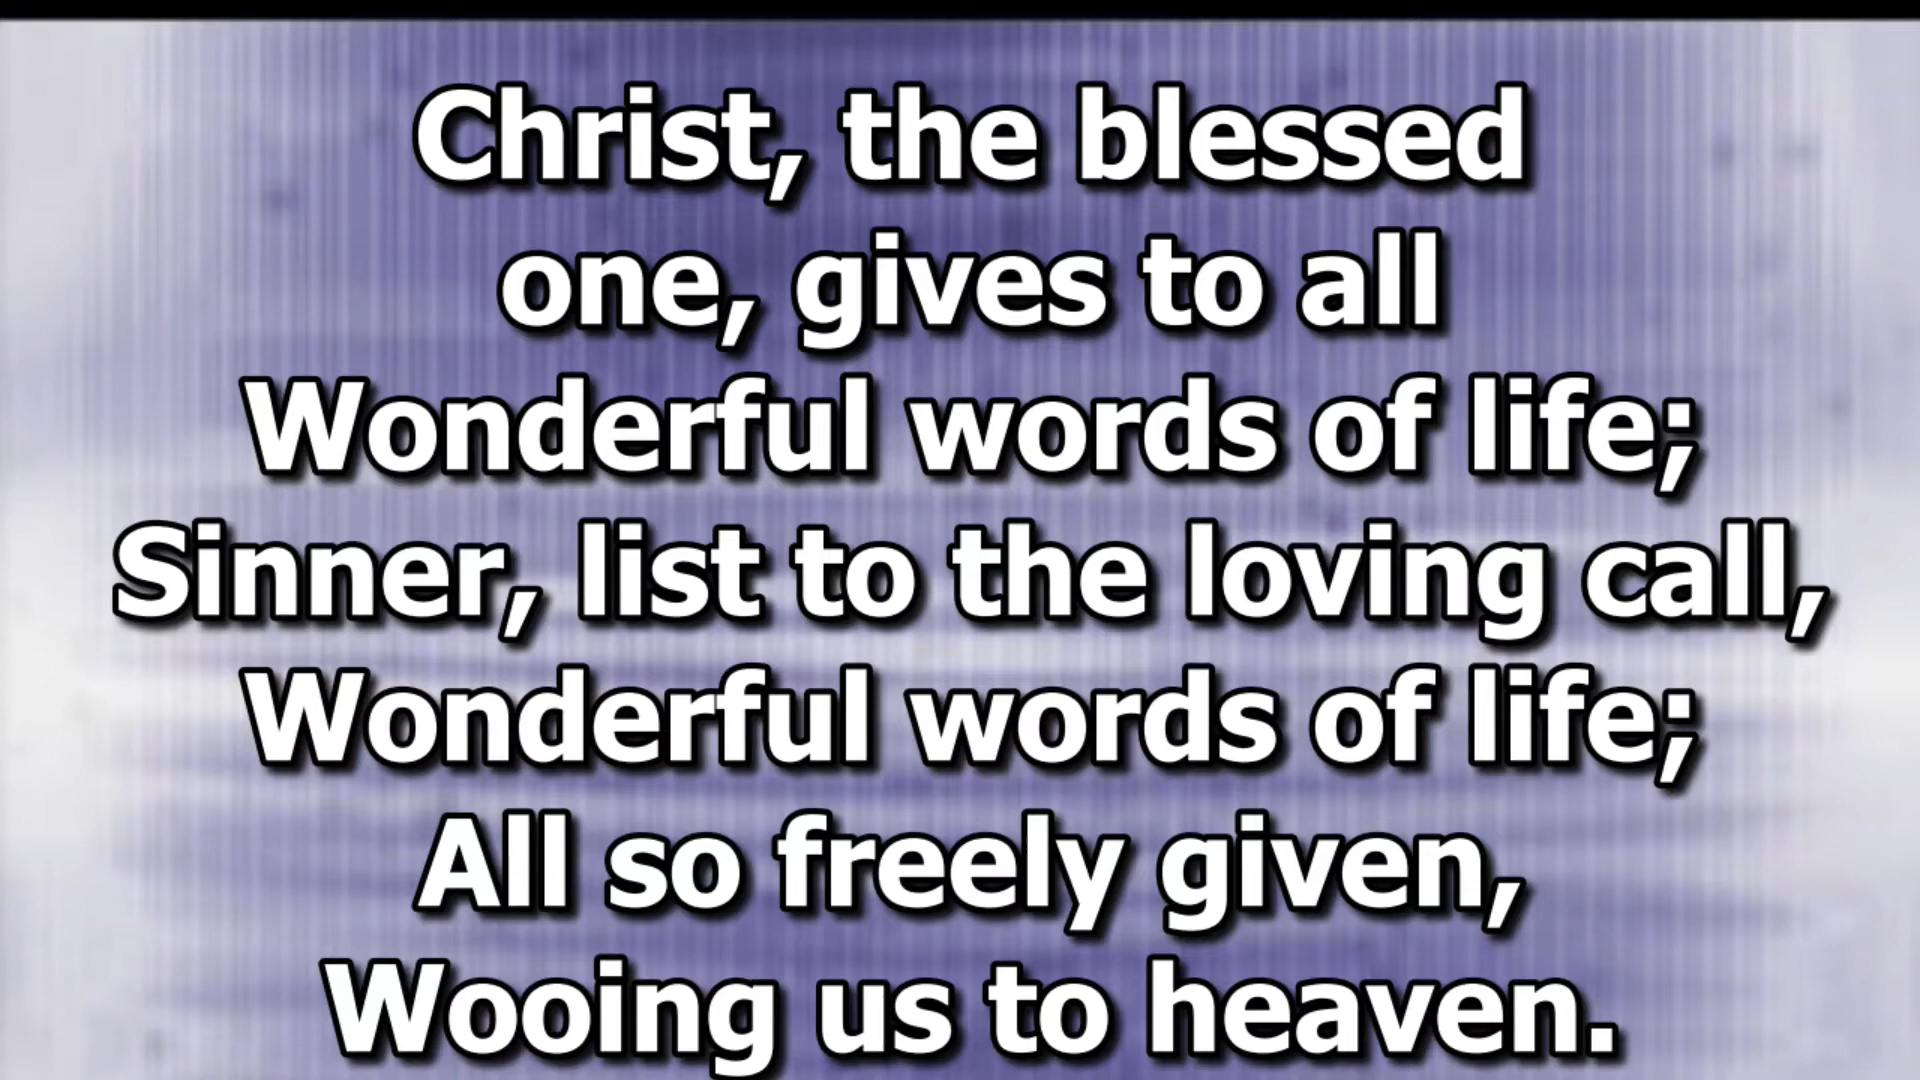 Christ, the blessed
one, gives to all
Wonderful words of life;
Sinner, list to the loving call,
Wonderful words of life;
All so freely given,
Wooing us to heaven.